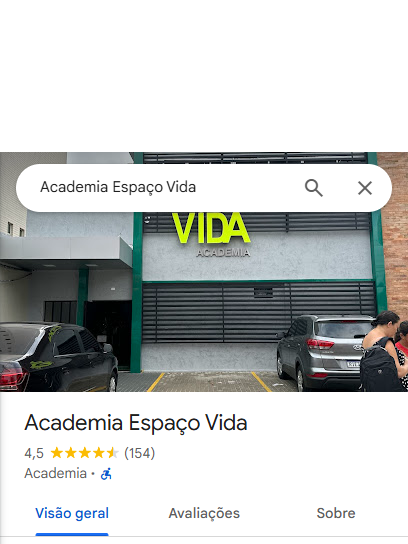 Academia Espaço Vida
VIDA
ACADEMIA
Academia Espaço Vida
4,5 (154)
Academia ·
Visão geral
Avaliações
Sobre